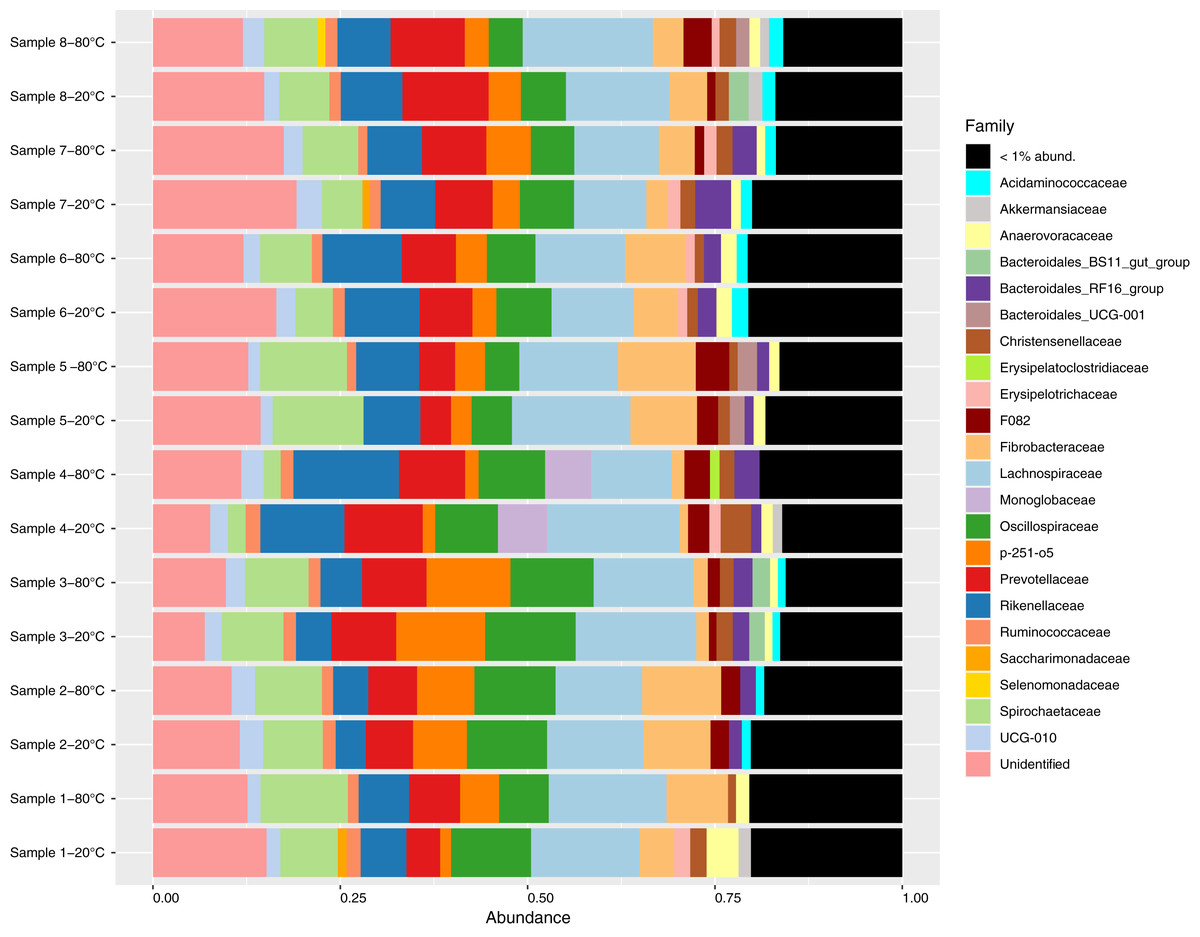 Sample 8–80°C
Sample 8–20°C
Sample 7–80°C
Sample 7–20°C
Sample 6–80°C
Sample 6–20°C
Sample 5 –80°C
Sample 5–20°C
Sample 4–80°C
Sample 4–20°C
Sample 3–80°C
Sample 3–20°C
Sample 2–80°C
Sample 2–20°C
Sample 1–80°C
Sample 1–20°C
0.00 0.25 0.50 0.75 1.00
Abundance
Family
< 1% abund.
Acidaminococcaceae
Akkermansiaceae
Anaerovoracaceae
Bacteroidales_BS11_gut_group
Bacteroidales_RF16_group
Bacteroidales_UCG-001
Christensenellaceae
Erysipelatoclostridiaceae
Erysipelotrichaceae
F082
Fibrobacteraceae
Lachnospiraceae
Monoglobaceae
Oscillospiraceae
p-251-o5
Prevotellaceae
Rikenellaceae
Ruminococcaceae
Saccharimonadaceae
Selenomonadaceae
Spirochaetaceae
UCG-010
Unidentified